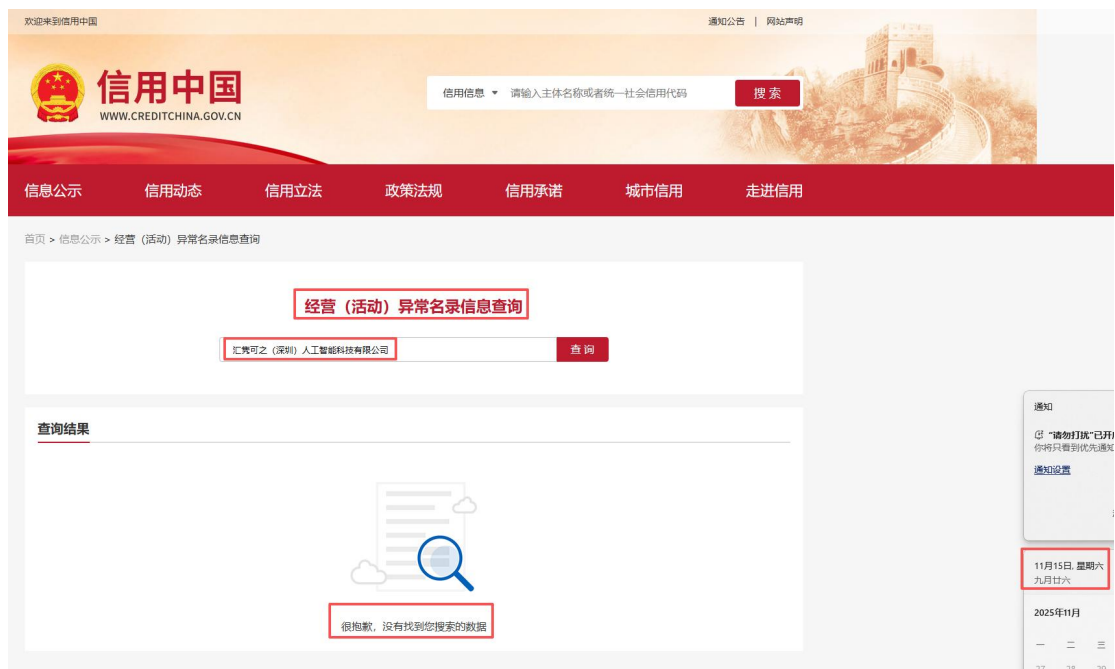 欢迎来到信用中国
通知公告 | 网站声明
信用中国
WWW.CREDITCHINA.GOV.CN
信用信息 请输入主体名称或者统一社会信用代码 搜索
信息公示 信用动态 信用立法 政策法规 信用承诺 城市信用 走进信用
首页 > 信息公示 > 经营（活动）异常名录信息查询
经营（活动）异常名录信息查询
汇凭可之（深圳）人工智能科技有限公司 查询
查询结果
很抱歉，没有找到您搜索的数据
通知
"请勿打扰"已开
你将只看到优先通知
通知设置
11月15日, 星期六
九月廿六
2025年11月
一 二 三
27 28 29